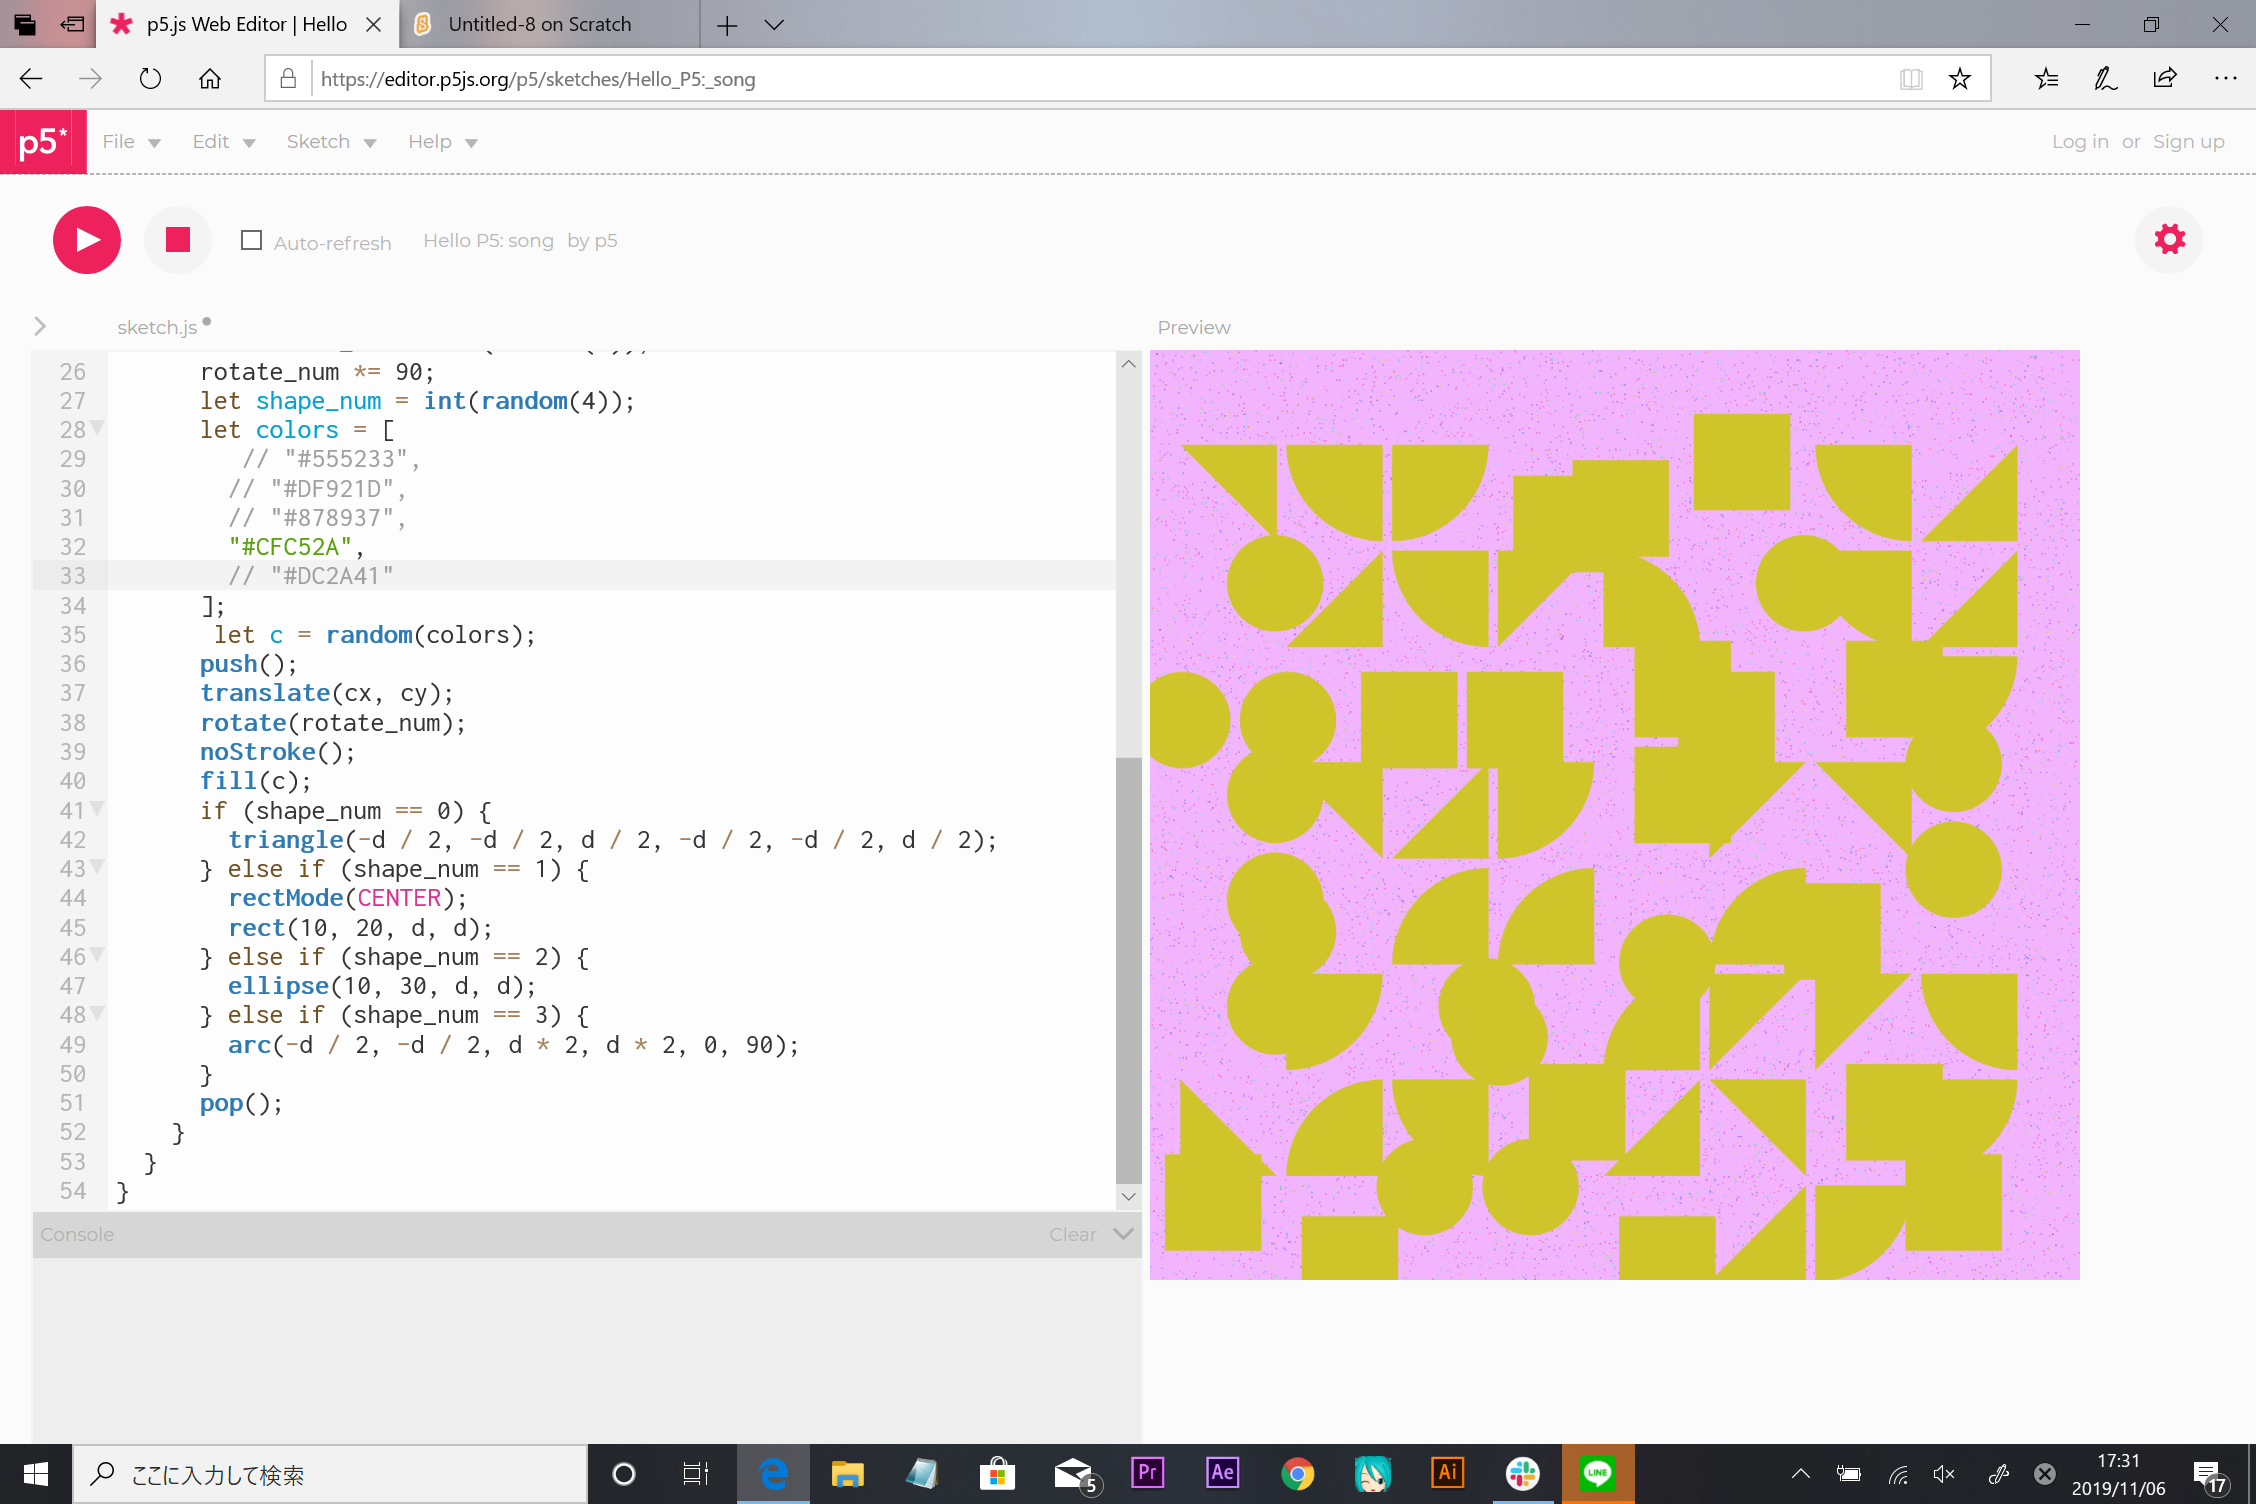 p5.js Web Editor | Hello
Untitled-8 on Scratch
https://editor.p5js.org/p5/sketches/Hello_P5:_song
p5*
File
Edit
Sketch
Help
Log in or Sign up
Auto-refresh
Hello P5: song by p5
sketch.js
Preview
26 rotate_num *= 90;
27 let shape_num = int(random(4));
28 let colors = [
29 // "#555233",
30 // "#DF921D",
31 // "#878937",
32 "#CFC52A",
33 // "#DC2A41"
34 ];
35 let c = random(colors);
36 push();
37 translate(cx, cy);
38 rotate(rotate_num);
39 noStroke();
40 fill(c);
41 if (shape_num == 0) {
42 triangle(-d / 2, -d / 2, d / 2, -d / 2, -d / 2, d / 2);
43 } else if (shape_num == 1) {
44 rectMode(CENTER);
45 rect(10, 20, d, d);
46 } else if (shape_num == 2) {
47 ellipse(10, 30, d, d);
48 } else if (shape_num == 3) {
49 arc(-d / 2, -d / 2, d * 2, d * 2, 0, 90);
50 }
51 pop();
52 }
53 }
54 }
Console
Clear
ここに入力して検索
5
Pr
Ae
Ai
LINE
17:31
2019/11/06
17